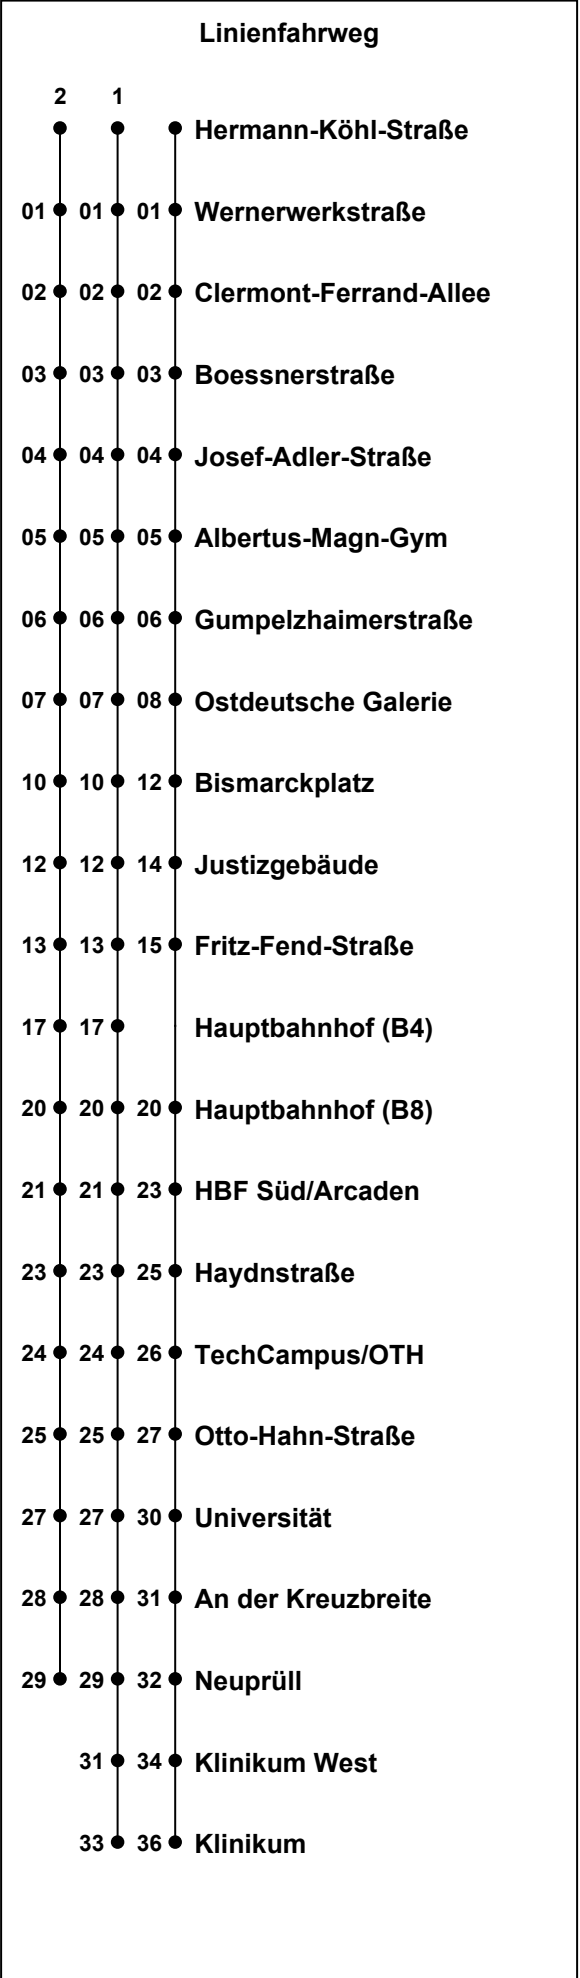 Linienfahrweg
2 1
Hermann-Köhl-Straße
01 01 01 Wernerwerkstraße
02 02 02 Clermont-Ferrand-Allee
03 03 03 Boessnerstraße
04 04 04 Josef-Adler-Straße
05 05 05 Albertus-Magn-Gym
06 06 06 Gumpelzhaimerstraße
07 07 08 Ostdeutsche Galerie
10 10 12 Bismarckplatz
12 12 14 Justizgebäude
13 13 15 Fritz-Fend-Straße
17 17 Hauptbahnhof (B4)
20 20 20 Hauptbahnhof (B8)
21 21 23 HBF Süd/Arcaden
23 23 25 Haydnstraße
24 24 26 TechCampus/OTH
25 25 27 Otto-Hahn-Straße
27 27 30 Universität
28 28 31 An der Kreuzbreite
29 29 32 Neuprüll
31 34 Klinikum West
33 36 Klinikum